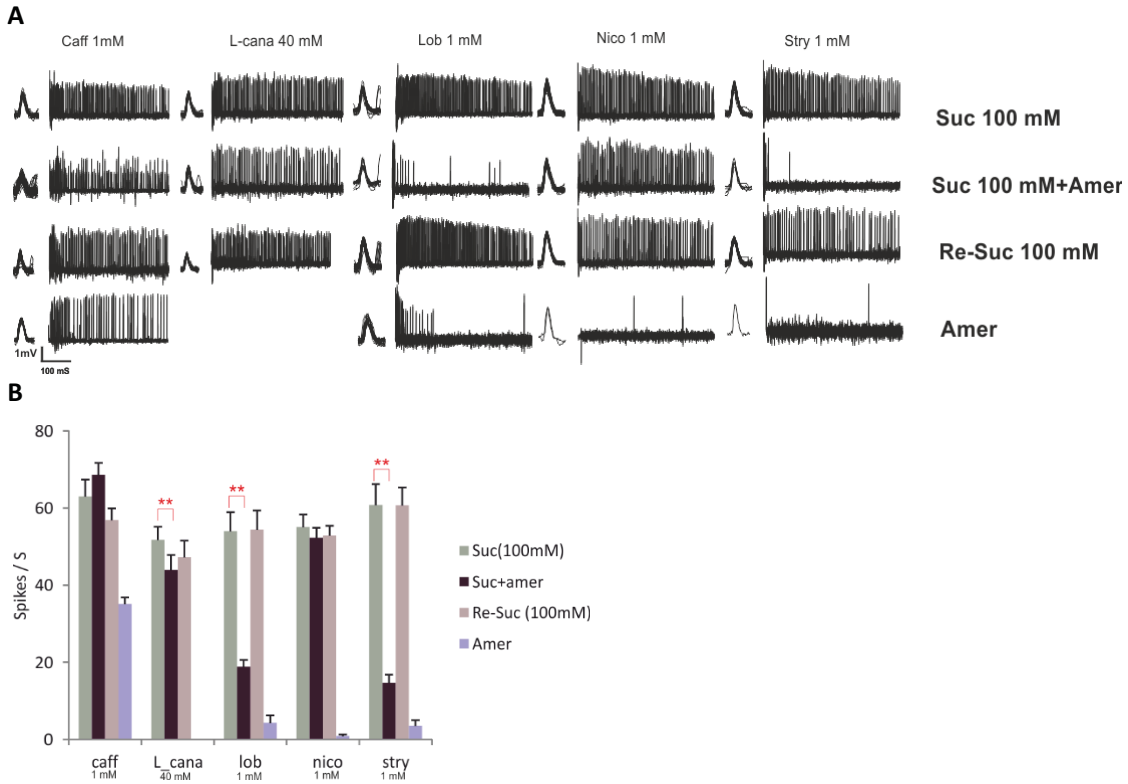 A
Caff 1mM L-cana 40 mM Lob 1 mM Nico 1 mM Stry 1 mM
Suc 100 mM
Suc 100 mM+Amer
Re-Suc 100 mM
Amer
1mV
100 mS
B
80
60
40
20
0
Spikes / S
**
**
**
Suc(100mM)
Suc+amer
Re-Suc (100mM)
Amer
caff L_cana lob nico stry
1 mM 40 mM 1 mM 1 mM 1 mM